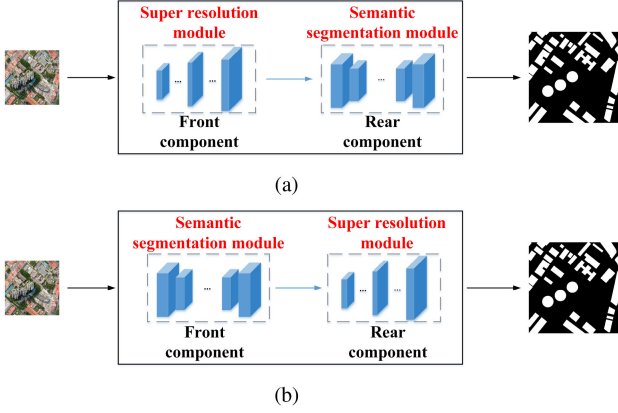 Super resolution
module
Semantic
segmentation module
...
...
...
Front
component
Rear
component
(a)
Semantic
segmentation module
Super resolution
module
...
...
...
Front
component
Rear
component
(b)